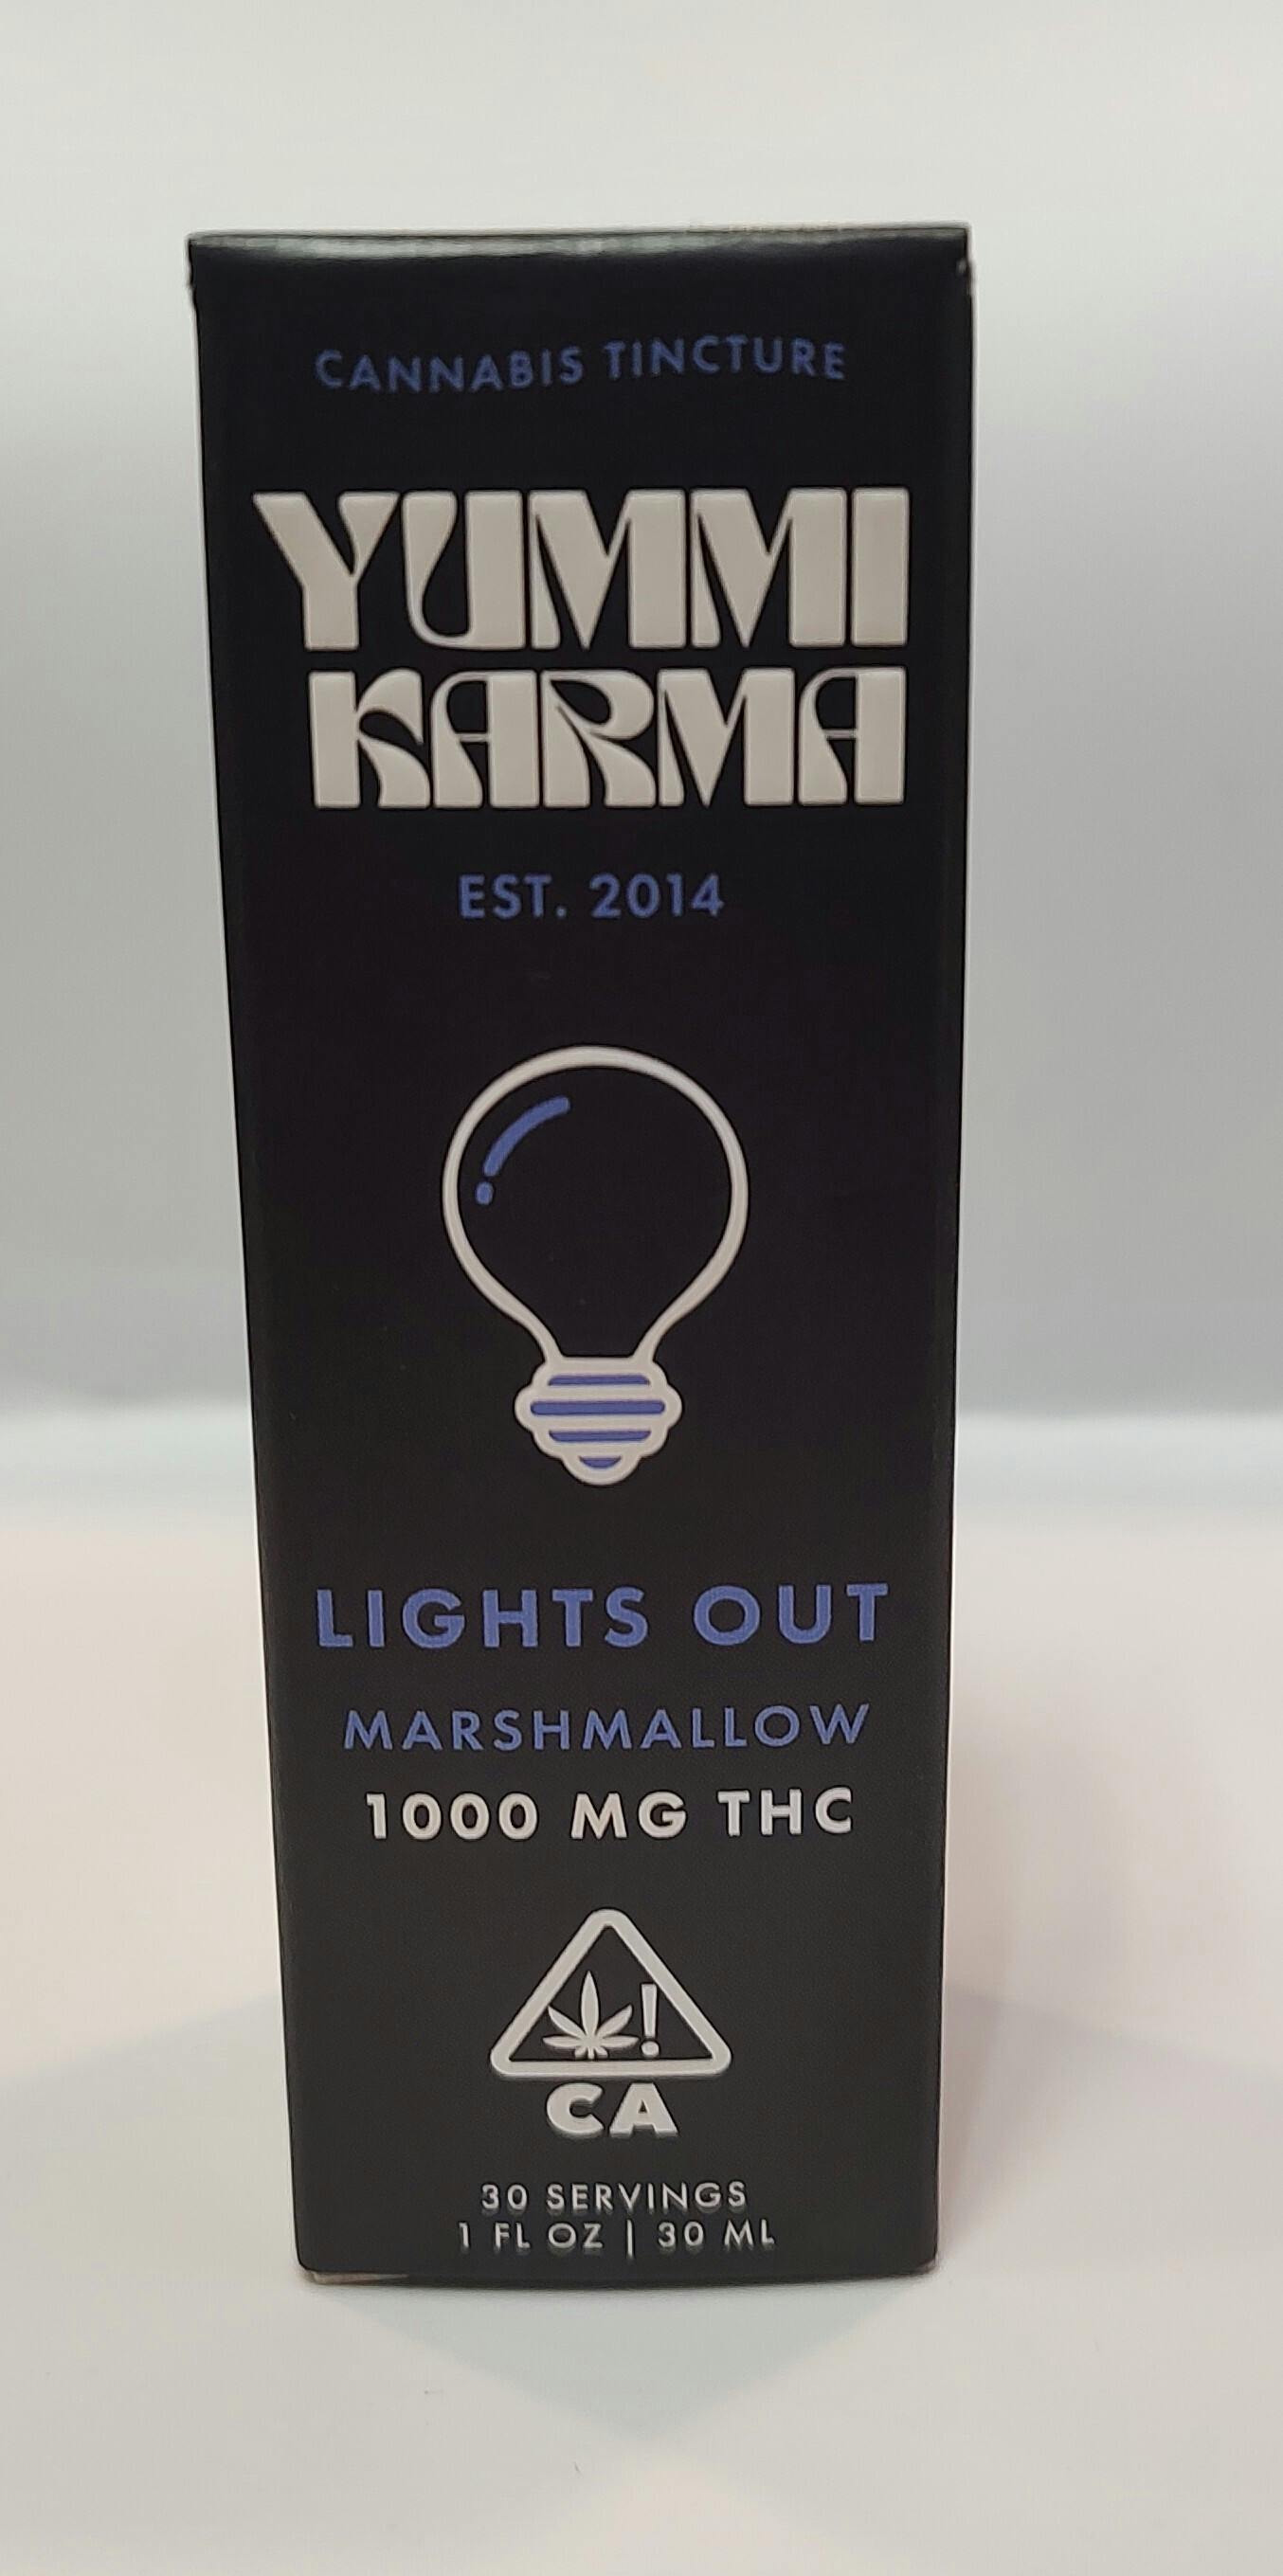 CANNABIS TINCTURE
YUMMI
KARMA
EST. 2014
LIGHTS OUT
MARSHMALLOW
1000 MG THC
!
CA
30 SERVINGS
1 FL OZ | 30 ML